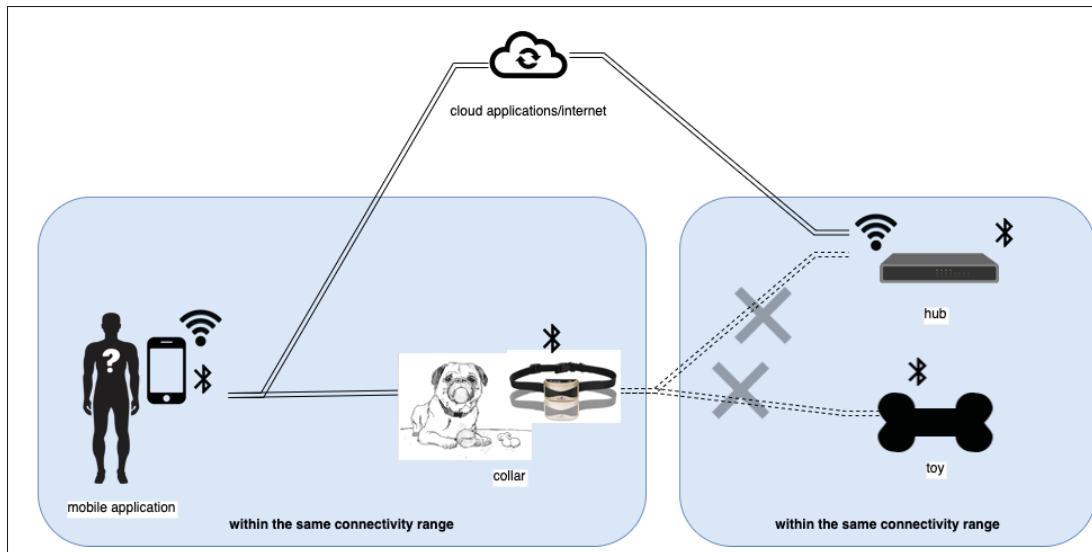 cloud applications/internet
?
hub
collar
toy
mobile application
within the same connectivity range
within the same connectivity range